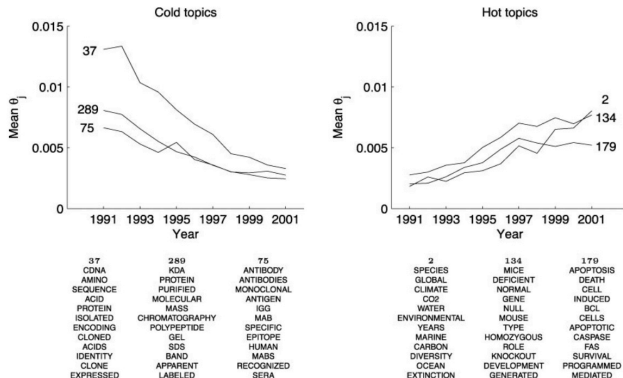 Cold topics
Hot topics
0.015
0.01
0.005
0
Mean θj
37
289
75
1991 1993 1995 1997 1999 2001
Year
0.015
0.01
0.005
0
Mean θj
2
134
179
1991 1993 1995 1997 1999 2001
Year
37 289 75
CDNA KDA ANTIBODY
AMINO PROTEIN ANTIBODIES
SEQUENCE PURIFIED MONOCLONAL
ACID MOLECULAR ANTIGEN
PROTEIN MASS IGG
ISOLATED CHROMATOGRAPHY MAB
ENCODING POLYPEPTIDE SPECIFIC
CLONED GEL EPITOPE
ACIDS SDS HUMAN
IDENTITY BAND MABS
CLONE APPARENT RECOGNIZED
EXPRESSED LABELED SERA
2 134 179
SPECIES MICE APOPTOSIS
GLOBAL DEFICIENT DEATH
CLIMATE NORMAL CELL
CO2 GENE INDUCED
WATER NULL BCL
ENVIRONMENTAL MOUSE CELLS
YEARS TYPE APOPTOTIC
MARINE HOMOZYGOUS CASPASE
CARBON ROLE FAS
DIVERSITY KNOCKOUT SURVIVAL
OCEAN DEVELOPMENT PROGRAMMED
EXTINCTION GENERATED MEDIATED